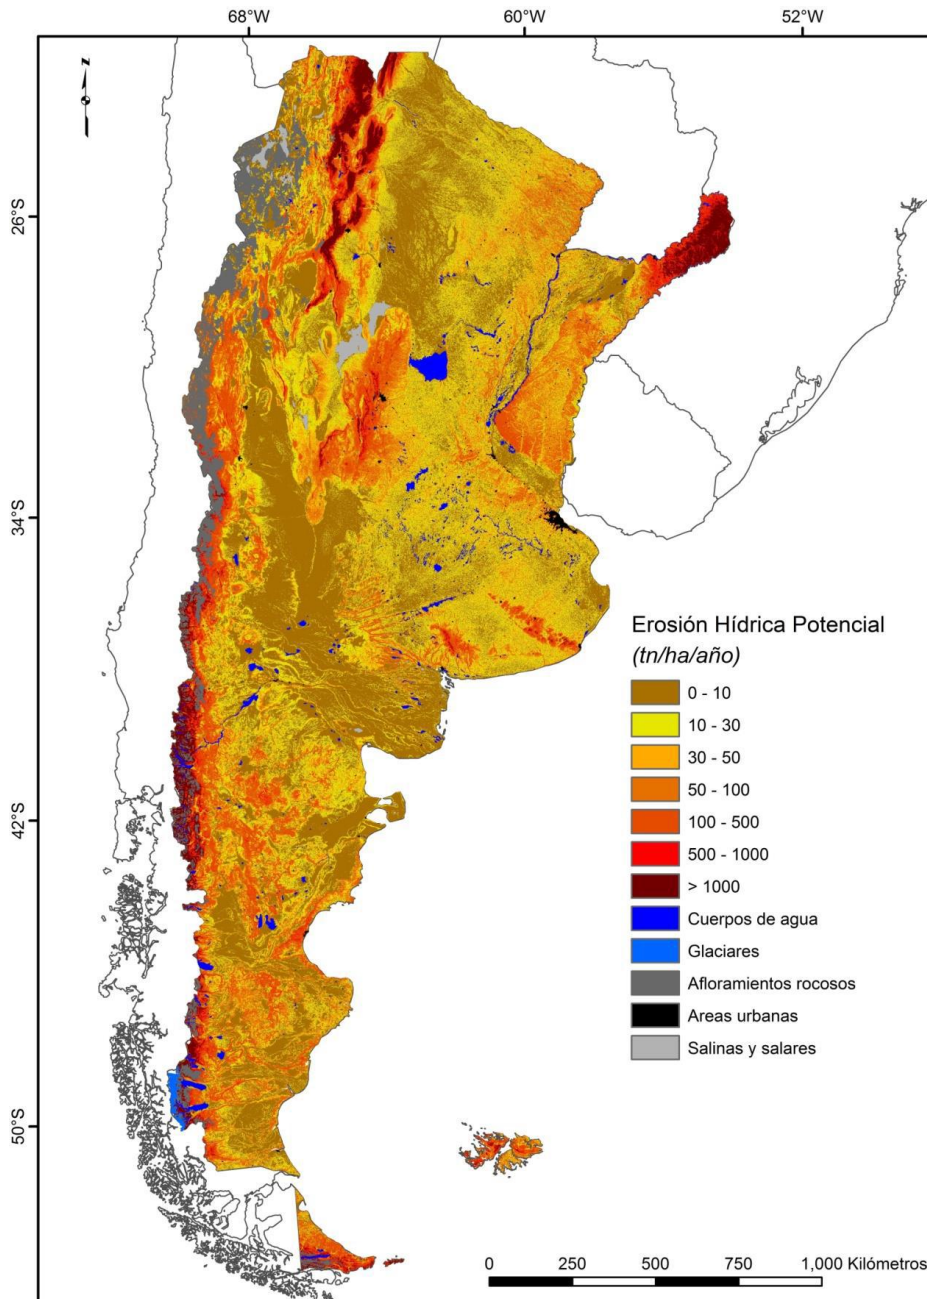 68°W 60°W 52°W
z
26°S
34°S
42°S
50°S
Erosión Hídrica Potencial
(tn/ha/año)
0 - 10
10 - 30
30 - 50
50 - 100
100 - 500
500 - 1000
> 1000
Cuerpos de agua
Glaciares
Afloramientos rocosos
Areas urbanas
Salinas y salares
0 250 500 750 1,000 Kilómetros